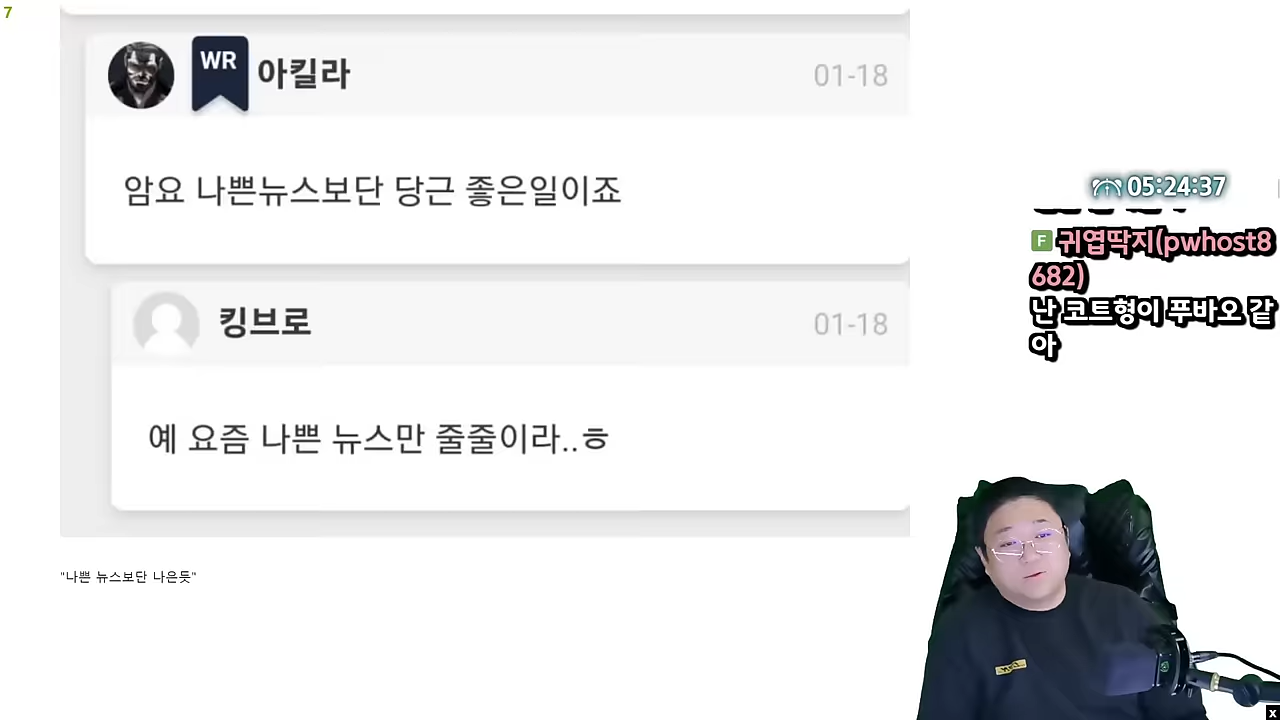 7
WR 아킬라 01-18
암요 나쁜뉴스보단 당근 좋은일이죠
킹브로 01-18
예 요즘 나쁜 뉴스만 줄줄이라..ㅎ
"나쁜 뉴스보단 나은듯"
05:24:37
F 귀엽딱지(pwhost8
682)
난 코트형이 푸바오 같
아
x